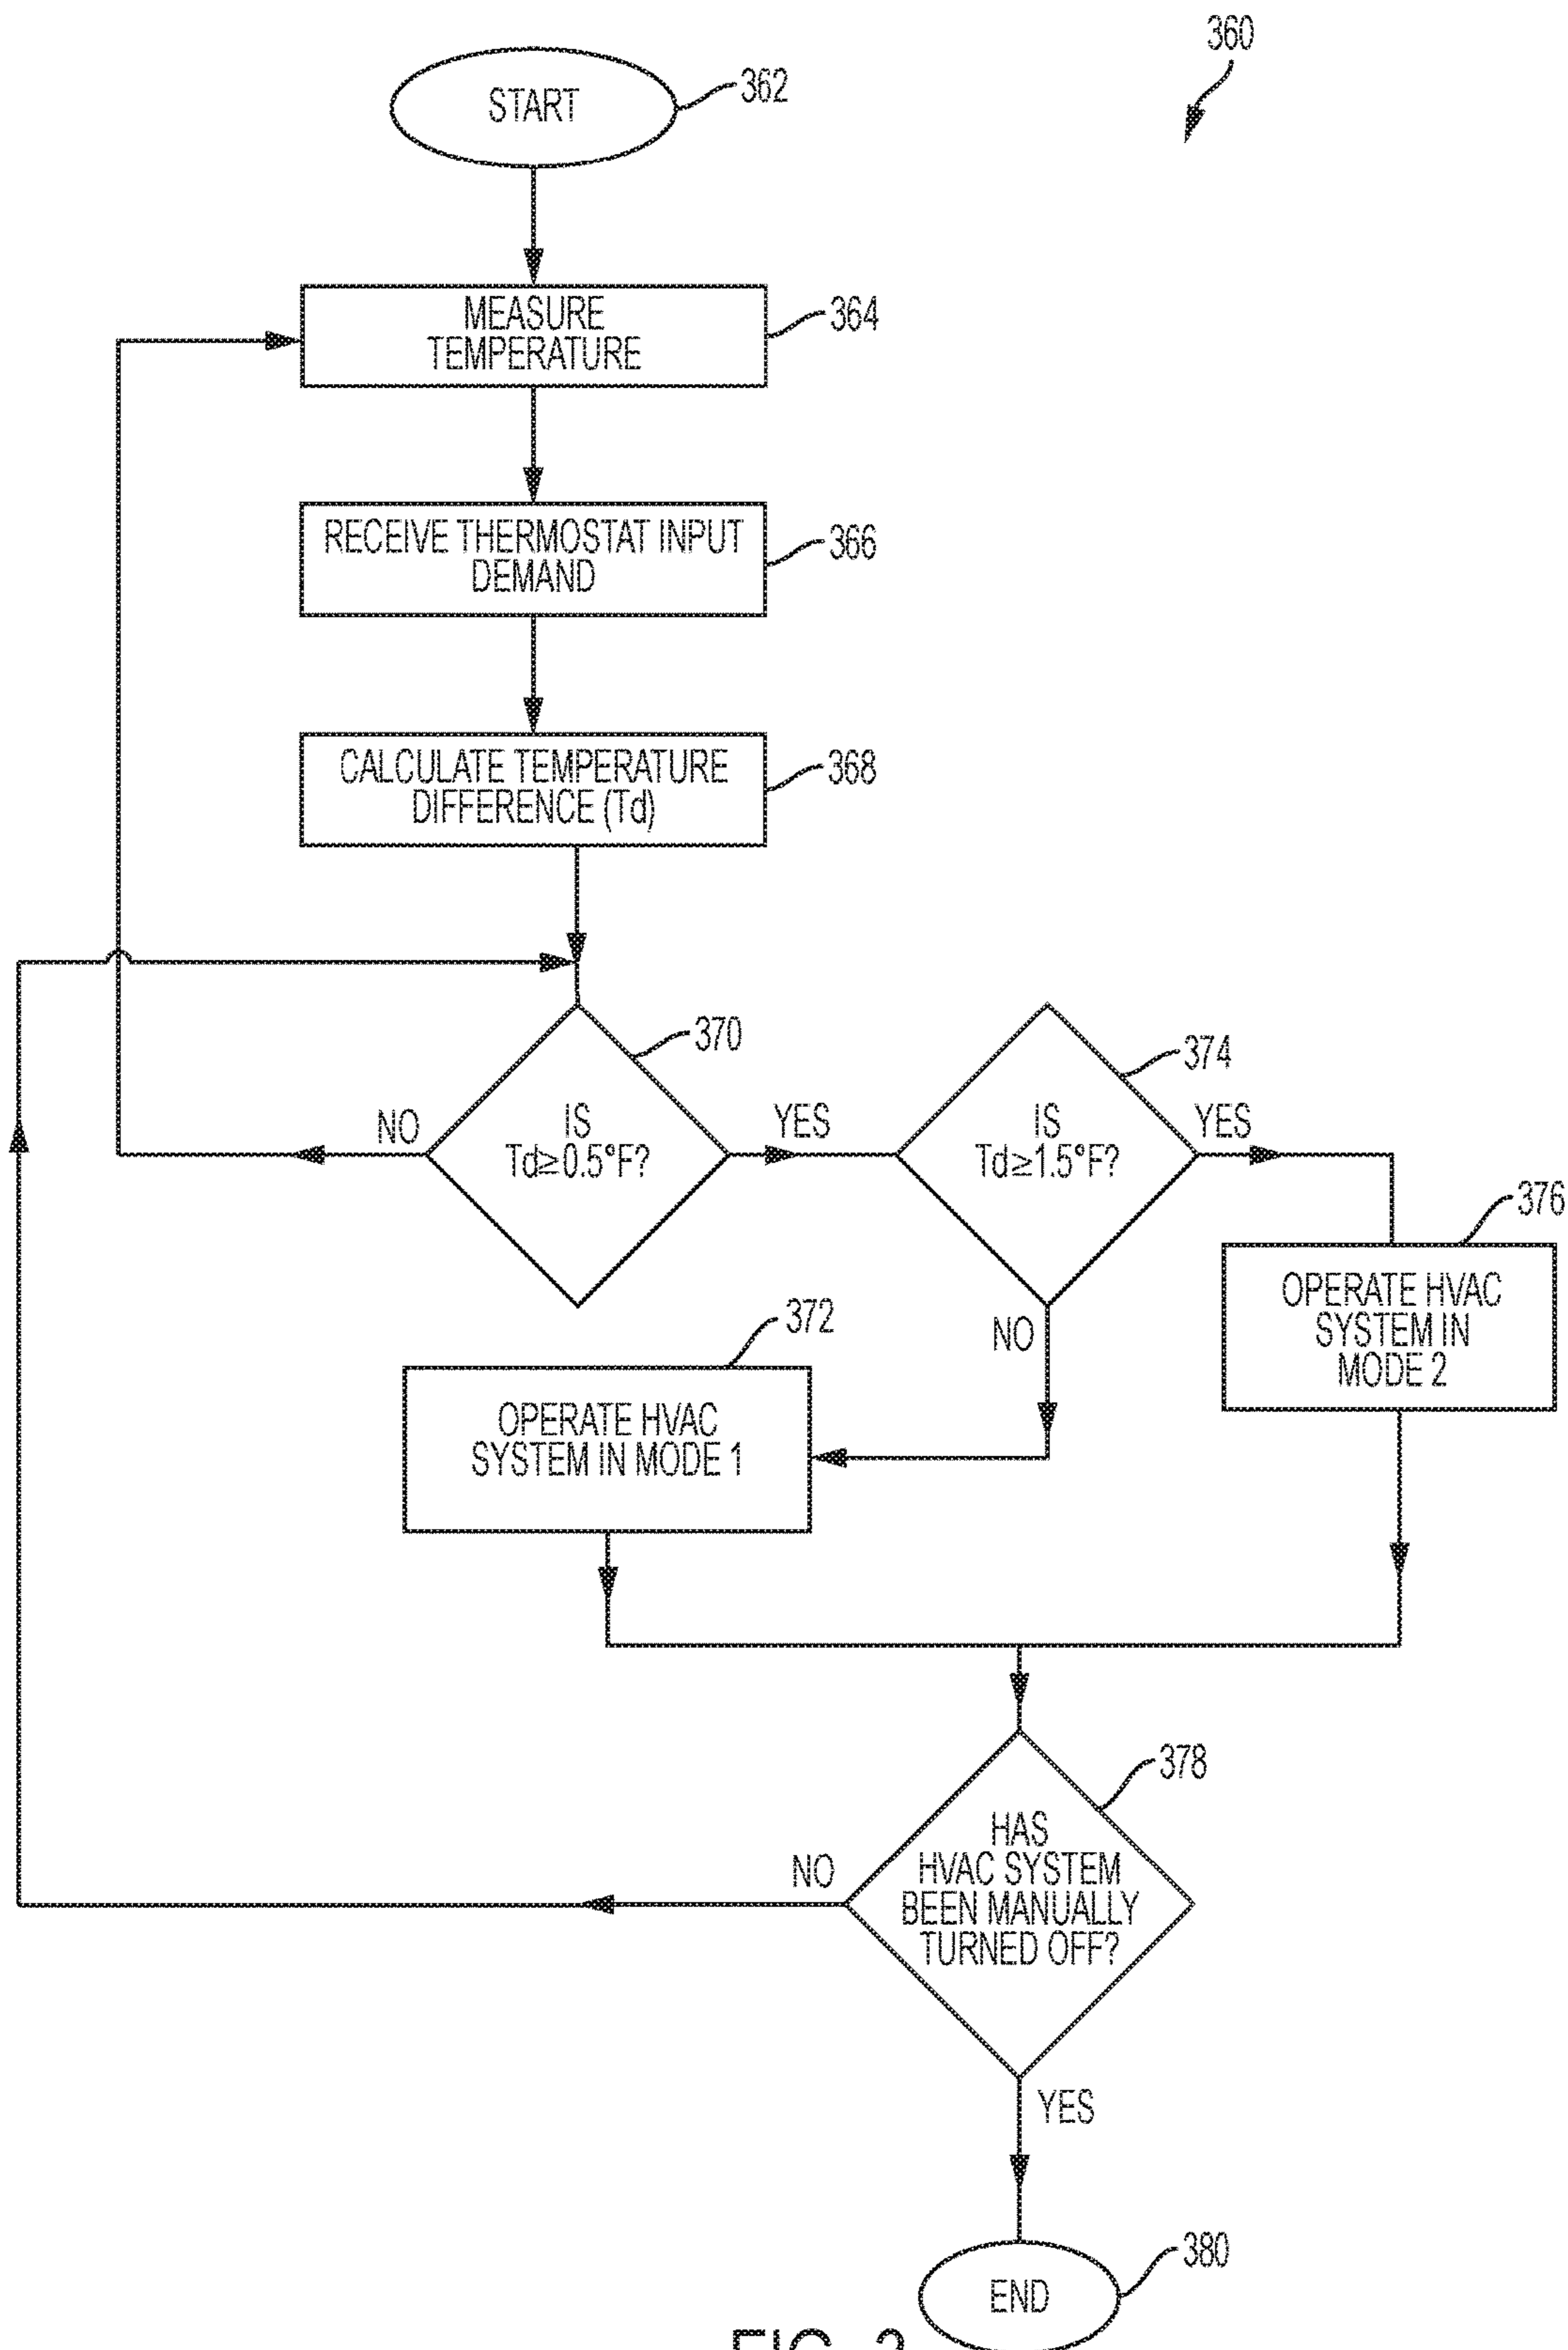 360
START
362
MEASURE
TEMPERATURE
364
RECEIVE THERMOSTAT INPUT
DEMAND
366
CALCULATE TEMPERATURE
DIFFERENCE (Td)
368
370
IS
Td≥0.5°F?
NO
YES
374
IS
Td≥1.5°F?
YES
NO
376
OPERATE HVAC
SYSTEM IN
MODE 2
372
OPERATE HVAC
SYSTEM IN MODE 1
378
HAS
HVAC SYSTEM
BEEN MANUALLY
TURNED OFF?
NO
YES
END
380